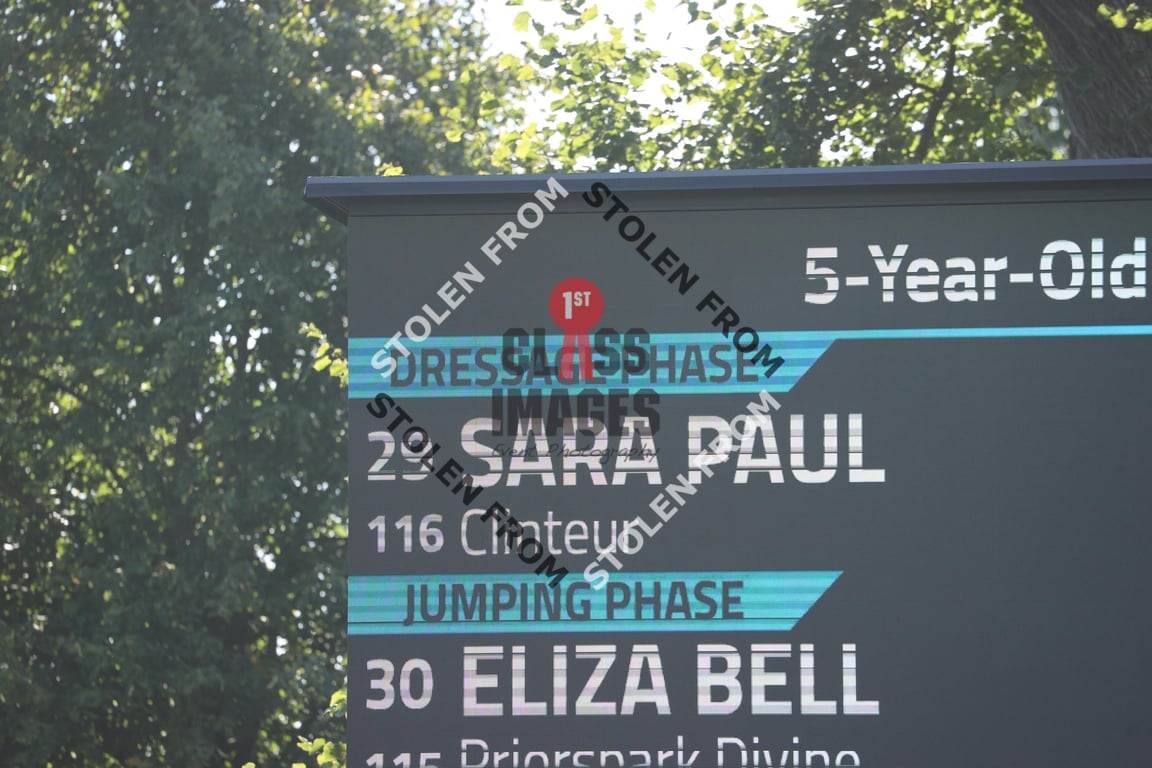 5-Year-Old
DRESSAGE PHASE
29 SARA PAUL
116 Clinteur
JUMPING PHASE
30 ELIZA BELL
115 Priorspark Divine
STOLEN FROM
STOLEN FROM
STOLEN FROM
STOLEN FROM
1ST
CLASS
IMAGES
Event Photography